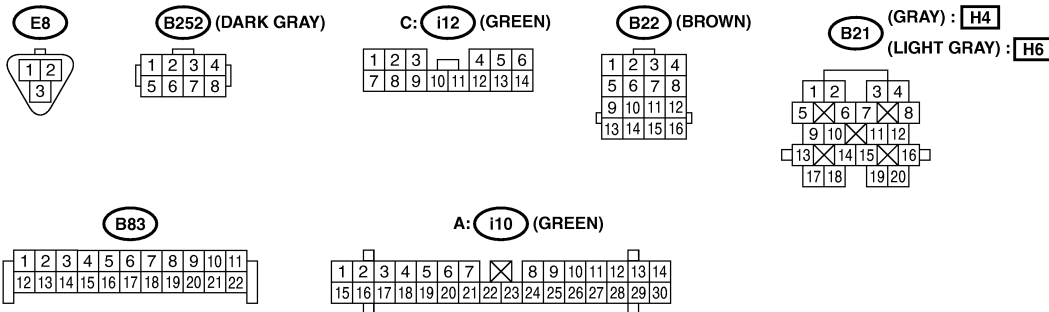 E8
1 2
3
B252 (DARK GRAY)
1 2 3 4
5 6 7 8
C: i12 (GREEN)
1 2 3 4 5 6
7 8 9 10 11 12 13 14
B22 (BROWN)
1 2 3 4
5 6 7 8
9 10 11 12
13 14 15 16
B21 (GRAY) : H4
(LIGHT GRAY) : H6
1 2 3 4
5 6 7 8
9 10 11 12
13 14 15 16
17 18 19 20
B83
1 2 3 4 5 6 7 8 9 10 11
12 13 14 15 16 17 18 19 20 21 22
A: i10 (GREEN)
1 2 3 4 5 6 7 8 9 10 11 12 13 14
15 16 17 18 19 20 21 22 23 24 25 26 27 28 29 30